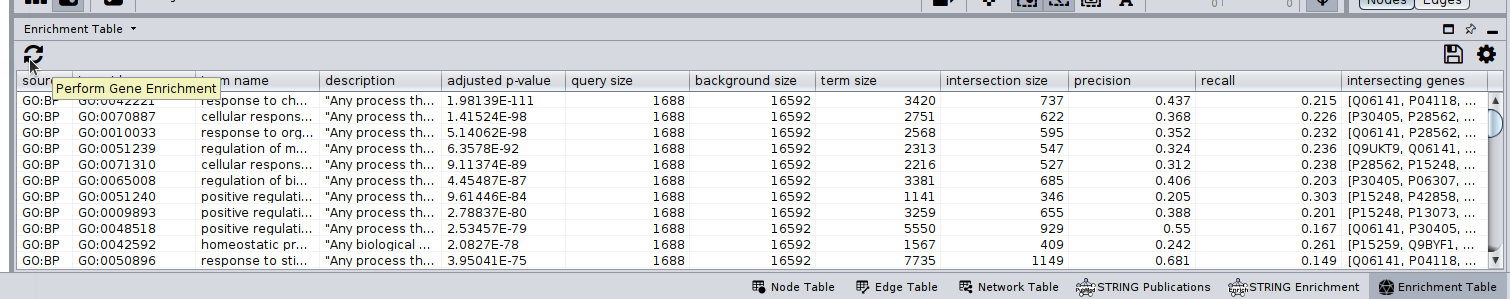 Nodes Edges
0 0
Enrichment Table
sour term name description adjusted p-value query size background size term size intersection size precision recall intersecting genes
Perform Gene Enrichment
GO:BP GO:0042221 response to ch... "Any process th... 1.98139E-111 1688 16592 3420 737 0.437 0.215 [Q06141, P04118, ...
GO:BP GO:0070887 cellular respons... "Any process th... 1.41524E-98 1688 16592 2751 622 0.368 0.226 [P30405, P28562, ...
GO:BP GO:0010033 response to org... "Any process th... 5.14062E-98 1688 16592 2568 595 0.352 0.232 [Q06141, P28562, ...
GO:BP GO:0051239 regulation of m... "Any process th... 6.3578E-92 1688 16592 2313 547 0.324 0.236 [Q9UKT9, Q06141, ...
GO:BP GO:0071310 cellular respons... "Any process th... 9.11374E-89 1688 16592 2216 527 0.312 0.238 [P28562, P15248, ...
GO:BP GO:0065008 regulation of bi... "Any process th... 4.45487E-87 1688 16592 3381 685 0.406 0.203 [P30405, P06307, ...
GO:BP GO:0051240 positive regulati... "Any process th... 9.61446E-84 1688 16592 1141 346 0.205 0.303 [P15248, P42858, ...
GO:BP GO:0009893 positive regulati... "Any process th... 2.78837E-80 1688 16592 3259 655 0.388 0.201 [P15248, P13073, ...
GO:BP GO:0048518 positive regulati... "Any process th... 2.53457E-79 1688 16592 5550 929 0.55 0.167 [Q06141, P30405, ...
GO:BP GO:0042592 homeostatic pr... "Any biological ... 2.0827E-78 1688 16592 1567 409 0.242 0.261 [P15259, Q9BYF1, ...
GO:BP GO:0050896 response to sti... "Any process th... 3.95041E-75 1688 16592 7735 1149 0.681 0.149 [Q06141, P04118, ...
Node Table Edge Table Network Table PubMed STRING Publications Enrich STRING Enrichment Enrichment Table